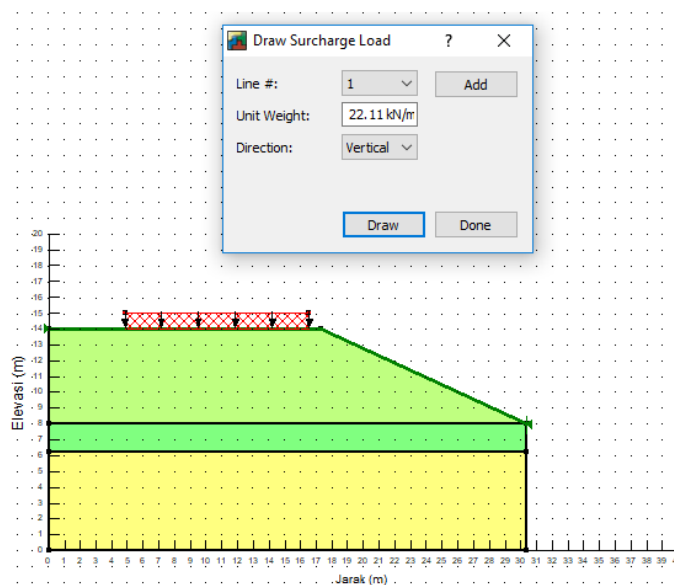 Draw Surcharge Load ? ×
Line #: 1 Add
Unit Weight: 22.11 kN/m
Direction: Vertical
Draw Done
Elevasi (m)
-20
-19
-18
-17
-16
-15
-14
-13
-12
-11
-10
-9
8
7
6
5
4
3
2
1
0
0 1 2 3 4 5 6 7 8 9 10 11 12 13 14 15 16 17 18 19 20 21 22 23 24 25 26 27 28 29 30 31 32 33 34 35 36 37 38 39
Jarak (m)